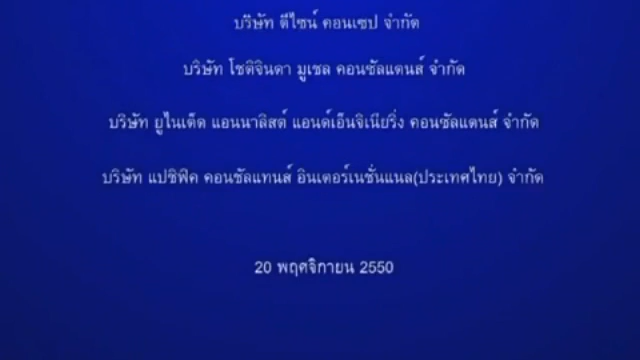 บริษัท ดีไซน์ คอนเซป จำกัด
บริษัท โชติจินดา มูเชล คอนซัลแตนส์ จำกัด
บริษัท ยูไนเต็ด แอนนาลิสต์ แอนด์เอ็นจิเนียริ่ง คอนซัลแตนส์ จำกัด
บริษัท แปซิฟิค คอนซัลแทนส์ อินเตอร์เนชั่นแนล(ประเทศไทย) จำกัด
20 พฤศจิกายน 2550